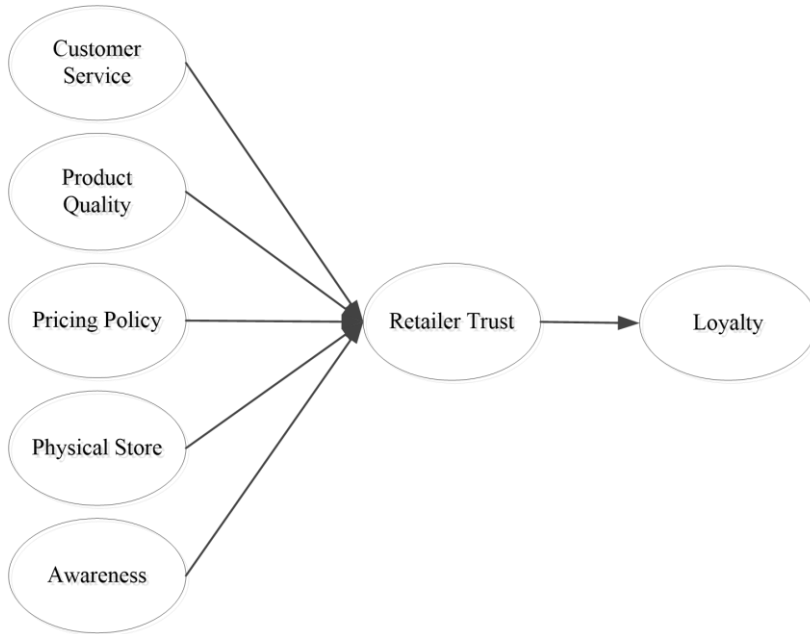 Customer
Service
Product
Quality
Pricing Policy
Retailer Trust
Loyalty
Physical Store
Awareness